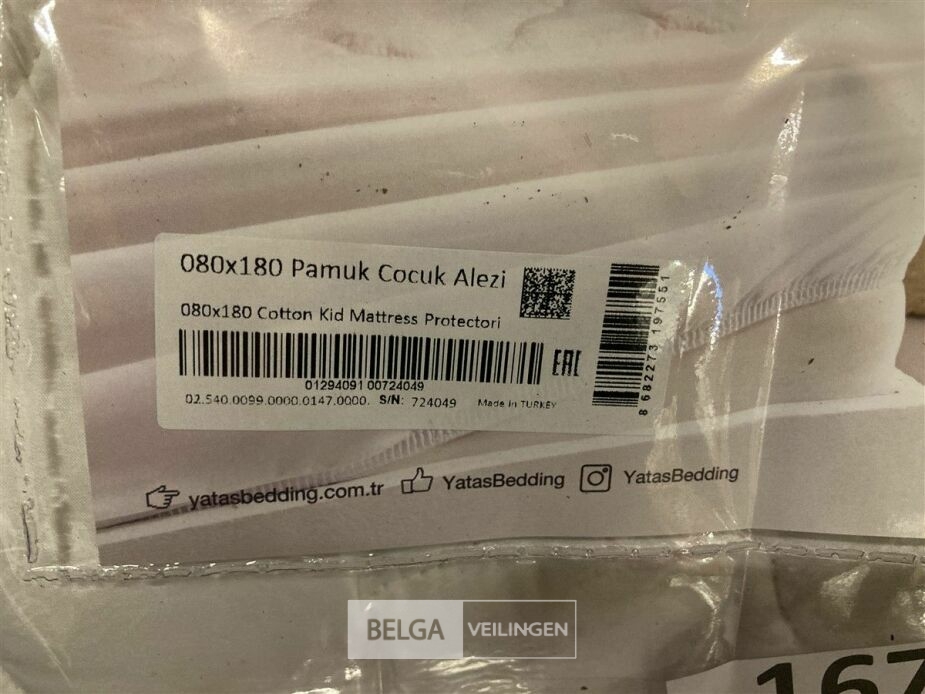 080x180 Pamuk Cocuk Alezi
080x180 Cotton Kid Mattress Protectori
EAC
01294091 00724049
02.540.0099.0000.0147.0000. S/N: 724049 Made in TURKEY
8 682273 197551
yatasbedding.com.tr YatasBedding YatasBedding
BELGA VEILINGEN
167